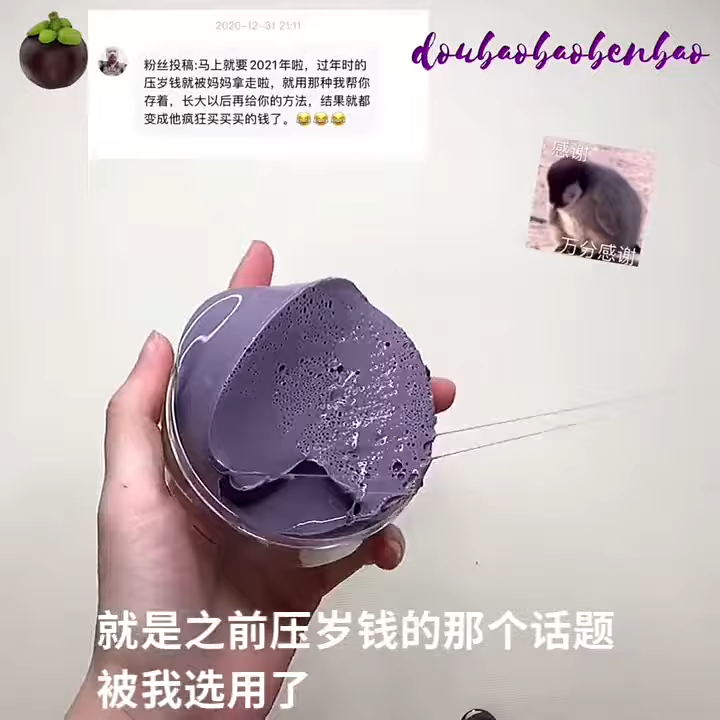 2020-12-31 21:11
doubaobaobenbao
粉丝投稿:马上就要2021年啦，过年时的
压岁钱就被妈妈拿走啦，就用那种我帮你
存着，长大以后再给你的方法，结果就都
变成他疯狂买买买的钱了。😂😂😂
感谢
万分感谢
就是之前压岁钱的那个话题
被我选用了